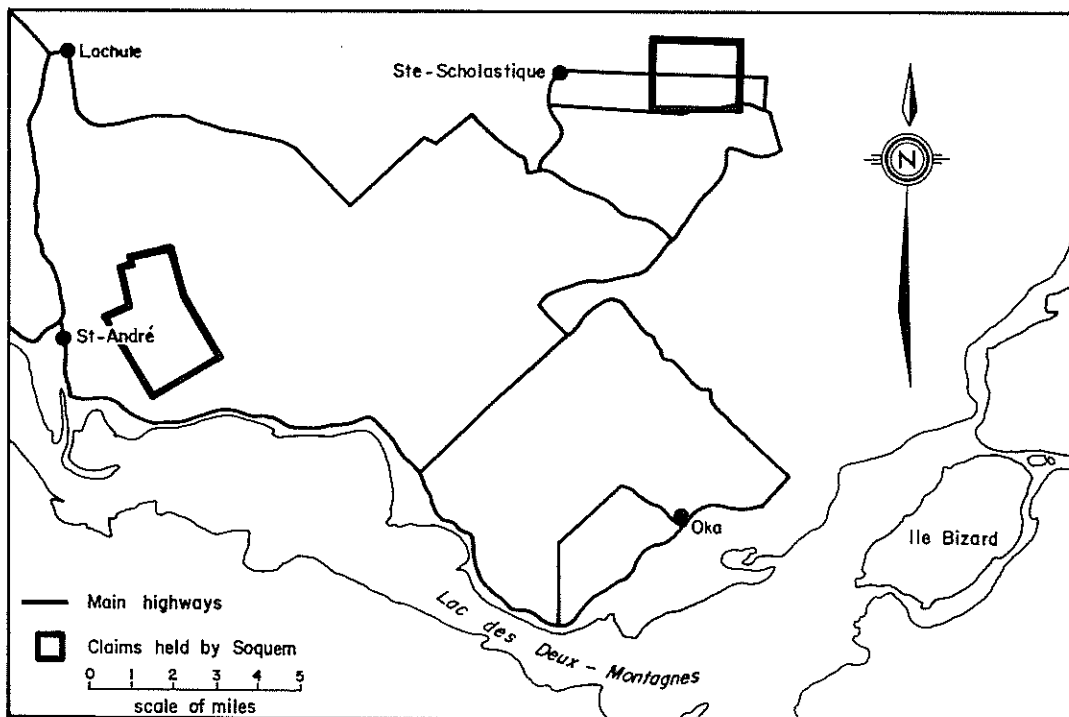 Lachute
Ste-Scholastique
N
St-André
Oka
Ile Bizard
Lac des Deux-Montagnes
Main highways
Claims held by Soquem
0 1 2 3 4 5
scale of miles